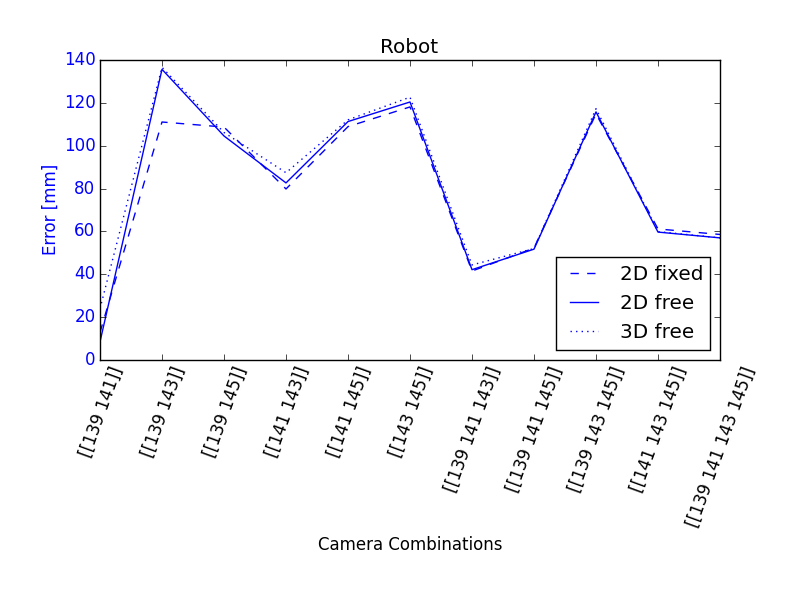 Robot
140
120
100
80
60
40
20
0
Error [mm]
2D fixed
2D free
3D free
[[139 141]]
[[139 143]]
[[139 145]]
[[141 143]]
[[141 145]]
[[143 145]]
[[139 141 143]]
[[139 141 145]]
[[139 143 145]]
[[141 143 145]]
[[139 141 143 145]]
Camera Combinations